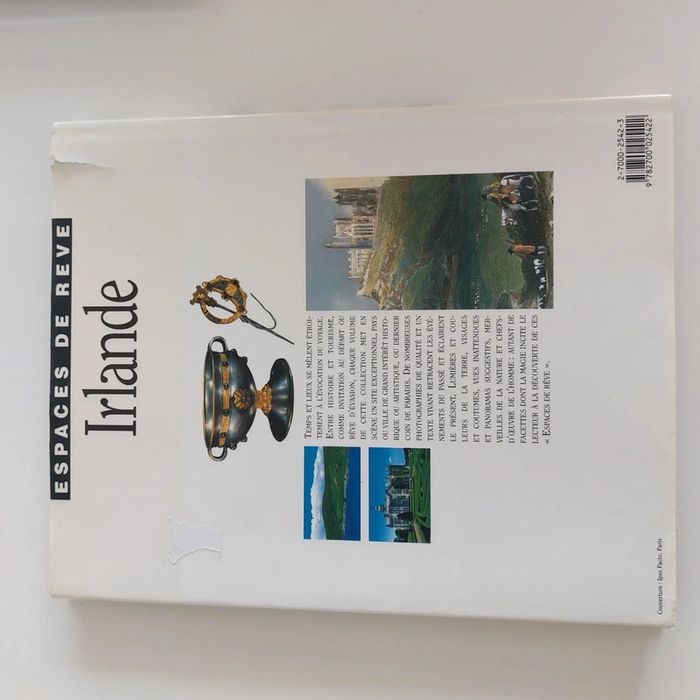 ESPACES DE REVE
Irlande
TEMPS ET LIEUX SE MÊLENT ÉTROI-
TEMENT À L'ÉVOCATION DU VOYAGE.
ENTRE HISTOIRE ET TOURISME,
COMME INVITATION AU DÉPART OU
RÊVE D'ÉVASION, CHAQUE VOLUME
DE CETTE COLLECTION MET EN
SCÈNE UN SITE EXCEPTIONNEL, PAYS
OU VILLE DE GRAND INTÉRÊT HISTO-
RIQUE OU ARTISTIQUE, OU DERNIER
COIN DE PARADIS. DE NOMBREUSES
PHOTOGRAPHIES DE QUALITÉ ET UN
TEXTE VIVANT RETRACENT LES ÉVÉ-
NEMENTS DU PASSÉ ET ÉCLAIRENT
LE PRÉSENT. LUMIÈRES ET COU-
LEURS DE LA TERRE, VISAGES
ET COUTUMES, VUES INATTENDUES
ET PANORAMAS SUGGESTIFS, MER-
VEILLES DE LA NATURE ET CHEFS-
D'ŒUVRE DE L'HOMME : AUTANT DE
FACETTES DONT LA MAGIE INCITE LE
LECTEUR À LA DÉCOUVERTE DE CES
« ESPACES DE RÊVE ».
2-7000-2542-3
9 782700 025422
Couverture : Ipso Facto, Paris